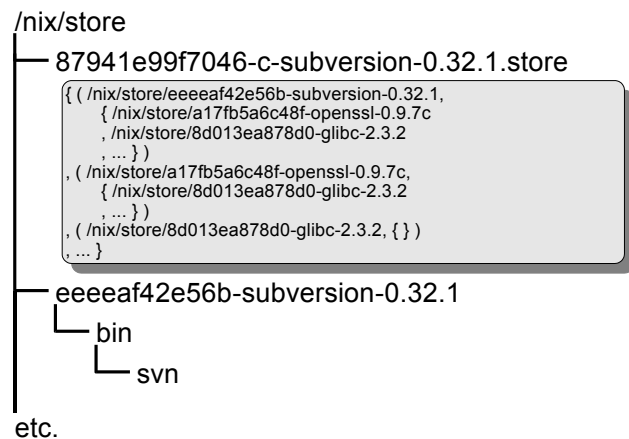 /nix/store
87941e99f7046-c-subversion-0.32.1.store
{ ( /nix/store/eeeeaf42e56b-subversion-0.32.1,
{ /nix/store/a17fb5a6c48f-openssl-0.9.7c
, /nix/store/8d013ea878d0-glibc-2.3.2
, ... } )
, ( /nix/store/a17fb5a6c48f-openssl-0.9.7c,
{ /nix/store/8d013ea878d0-glibc-2.3.2
, ... } )
, ( /nix/store/8d013ea878d0-glibc-2.3.2, { } )
, ... }
eeeeaf42e56b-subversion-0.32.1
bin
svn
etc.